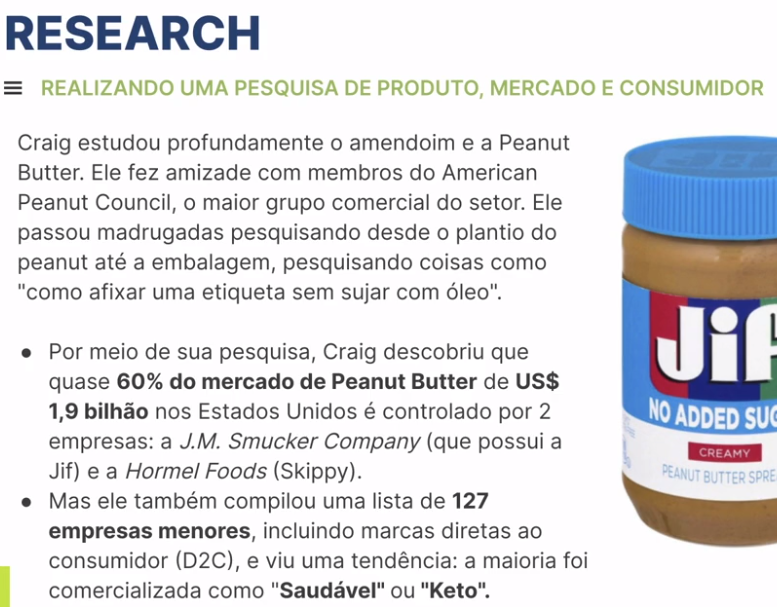 RESEARCH
REALIZANDO UMA PESQUISA DE PRODUTO, MERCADO E CONSUMIDOR
Craig estudou profundamente o amendoim e a Peanut
Butter. Ele fez amizade com membros do American
Peanut Council, o maior grupo comercial do setor. Ele
passou madrugadas pesquisando desde o plantio do
peanut até a embalagem, pesquisando coisas como
"como afixar uma etiqueta sem sujar com óleo".
• Por meio de sua pesquisa, Craig descobriu que
quase 60% do mercado de Peanut Butter de US$
1,9 bilhão nos Estados Unidos é controlado por 2
empresas: a J.M. Smucker Company (que possui a
Jif) e a Hormel Foods (Skippy).
• Mas ele também compilou uma lista de 127
empresas menores, incluindo marcas diretas ao
consumidor (D2C), e viu uma tendência: a maioria foi
comercializada como "Saudável" ou "Keto".
Jif
NO ADDED SUG
CREAMY
PEANUT BUTTER SPRE